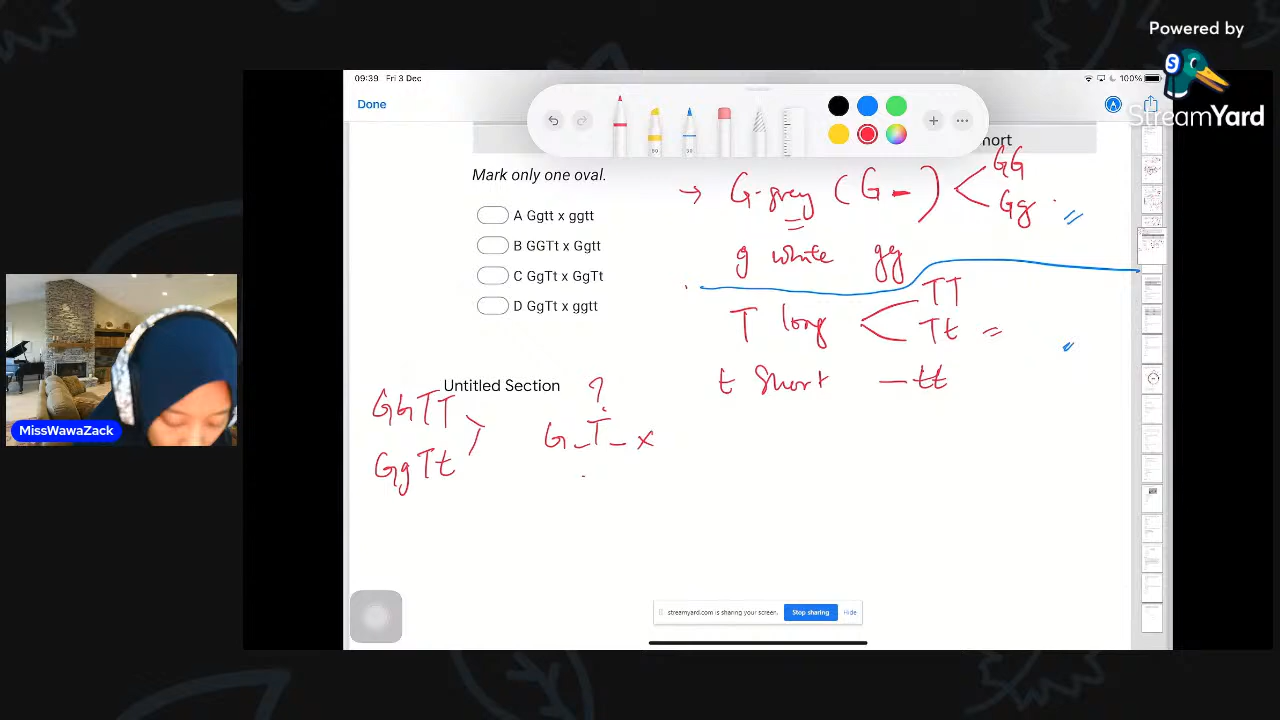 Powered by
StreamYard
09:39 Fri 3 Dec
100%
Done
Mark only one oval.
A Ggtt x ggtt
B GGTt x Ggtt
C GgTt x GgTt
D GgTt x ggtt
→ G-grey (G-) < GG
Gg
g white gg
T long < TT
Tt =
t Short - tt
Untitled Section
GGTT
GgTt
?
G_T_ x
MissWawaZack
streamyard.com is sharing your screen.
Stop sharing
Hide